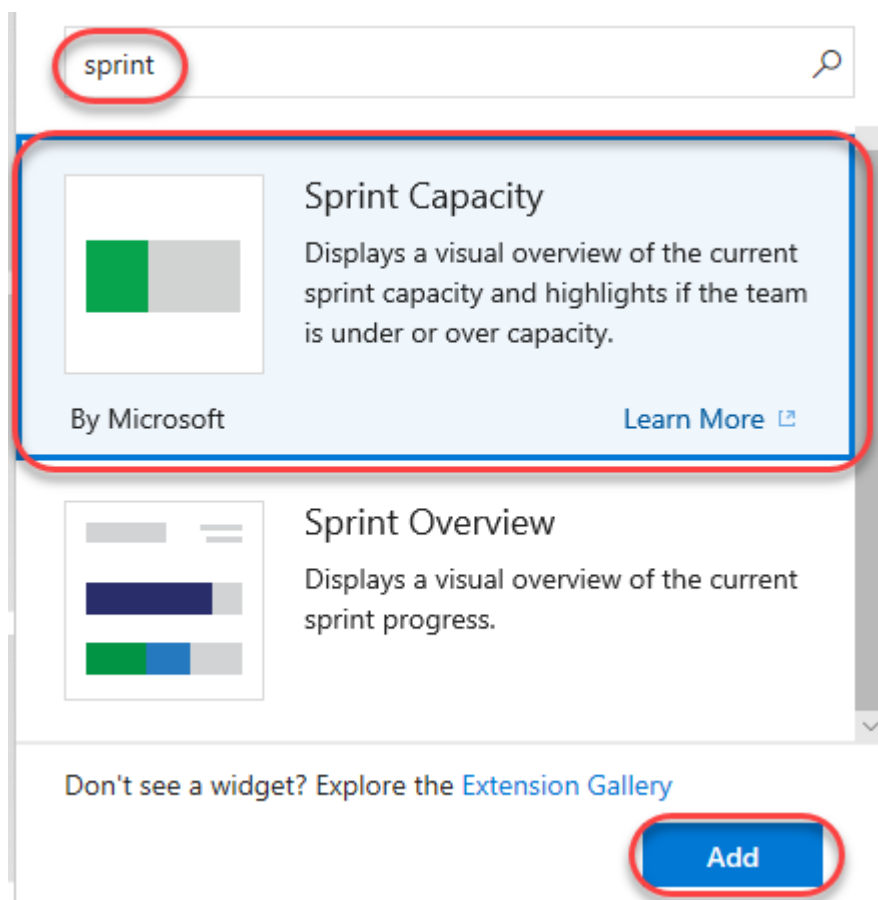 sprint
Sprint Capacity
Displays a visual overview of the current
sprint capacity and highlights if the team
is under or over capacity.
By Microsoft
Learn More
Sprint Overview
Displays a visual overview of the current
sprint progress.
Don't see a widget? Explore the Extension Gallery
Add